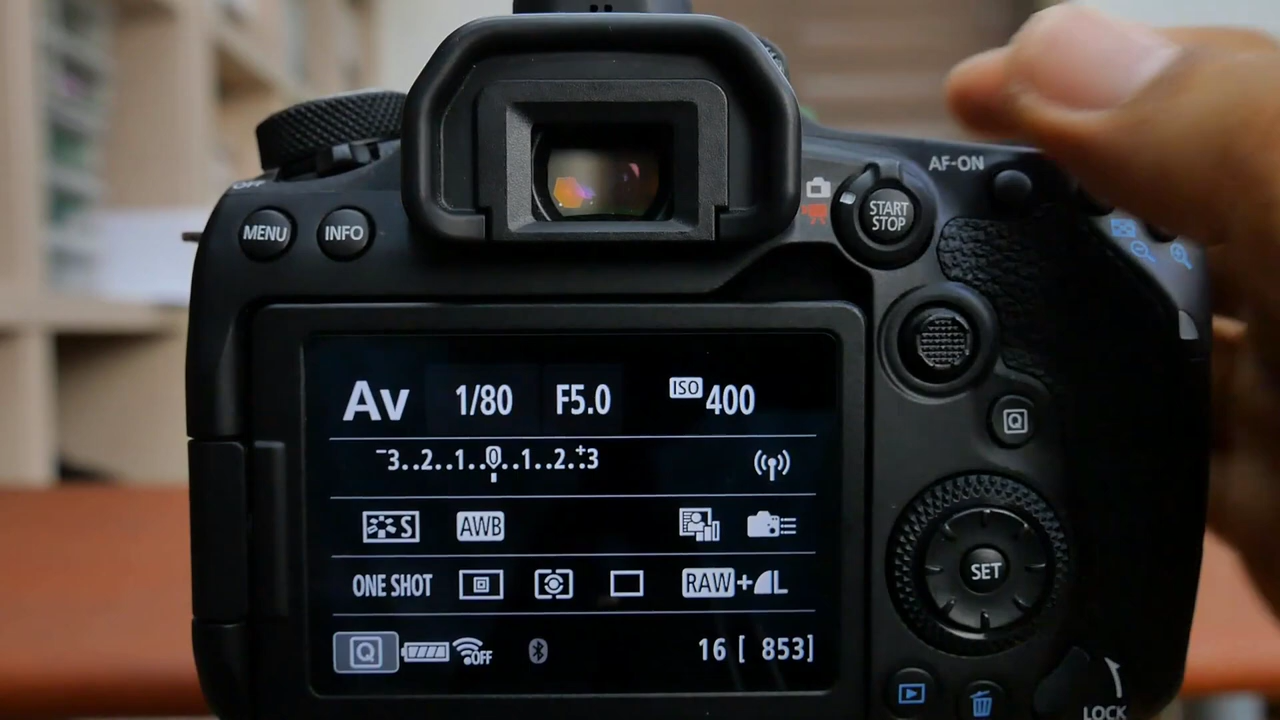 OFF
MENU INFO
START
STOP
AF-ON
Av 1/80 F5.0 ISO 400
-3..2..1..0..1..2..+3
S AWB
ONE SHOT RAW+L
Q
Q OFF 16 [ 853]
SET
LOCK